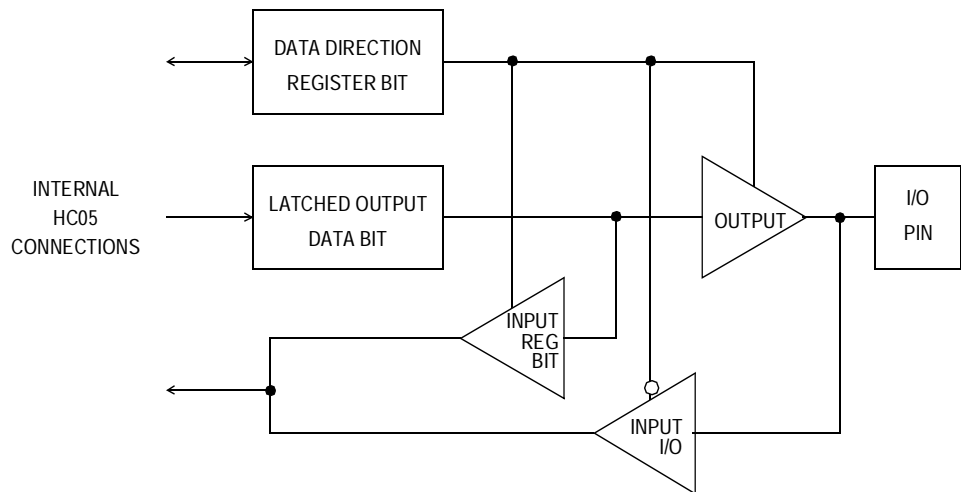 DATA DIRECTION
REGISTER BIT
INTERNAL
HC05
CONNECTIONS
LATCHED OUTPUT
DATA BIT
OUTPUT
I/O
PIN
INPUT
REG
BIT
INPUT
I/O